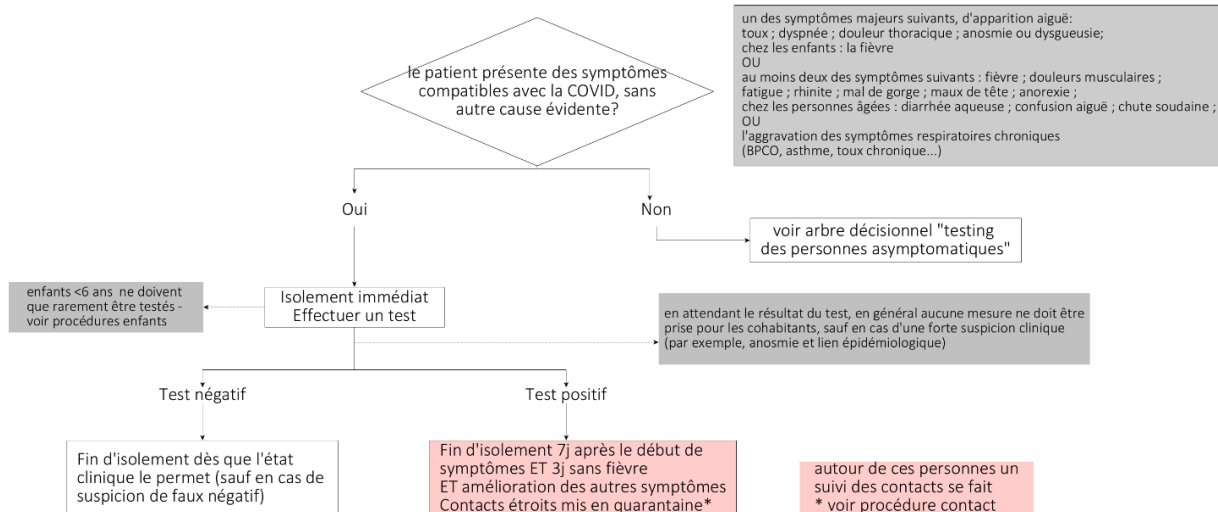 un des symptômes majeurs suivants, d'apparition aiguë:
toux ; dyspnée ; douleur thoracique ; anosmie ou dysgueusie;
chez les enfants : la fièvre
OU
au moins deux des symptômes suivants : fièvre ; douleurs musculaires ;
fatigue ; rhinite ; mal de gorge ; maux de tête ; anorexie ;
chez les personnes âgées : diarrhée aqueuse ; confusion aiguë ; chute soudaine ;
OU
l'aggravation des symptômes respiratoires chroniques
(BPCO, asthme, toux chronique...)
le patient présente des symptômes
compatibles avec la COVID, sans
autre cause évidente?
Oui
Non
voir arbre décisionnel "testing
des personnes asymptomatiques"
enfants <6 ans ne doivent
que rarement être testés -
voir procédures enfants
Isolement immédiat
Effectuer un test
en attendant le résultat du test, en général aucune mesure ne doit être
prise pour les cohabitants, sauf en cas d'une forte suspicion clinique
(par exemple, anosmie et lien épidémiologique)
Test négatif
Test positif
Fin d'isolement dès que l'état
clinique le permet (sauf en cas de
suspicion de faux négatif)
Fin d'isolement 7j après le début de
symptômes ET 3j sans fièvre
ET amélioration des autres symptômes
Contacts étroits mis en quarantaine*
autour de ces personnes un
suivi des contacts se fait
* voir procédure contact